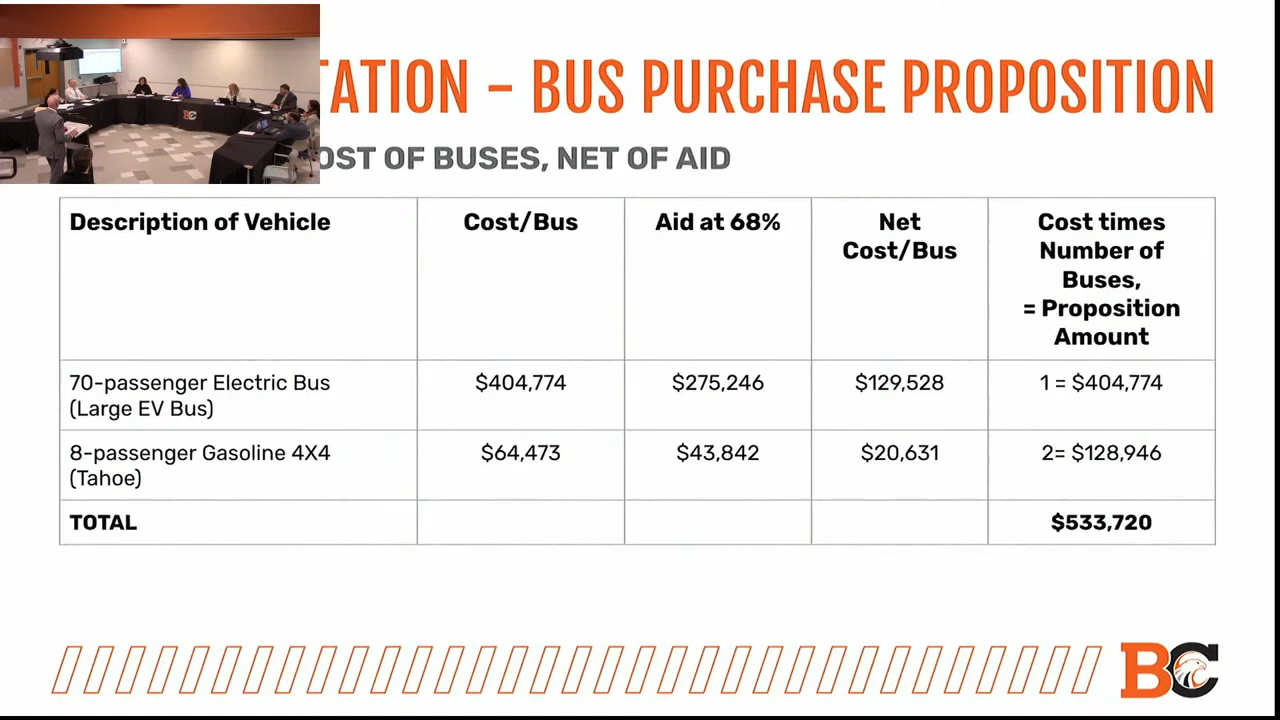 TATION - BUS PURCHASE PROPOSITION
OST OF BUSES, NET OF AID
Description of Vehicle
Cost/Bus
Aid at 68%
Net
Cost/Bus
Cost times
Number of
Buses,
= Proposition
Amount
70-passenger Electric Bus
(Large EV Bus)
$404,774
$275,246
$129,528
1 = $404,774
8-passenger Gasoline 4X4
(Tahoe)
$64,473
$43,842
$20,631
2= $128,946
TOTAL
$533,720
BC
BC